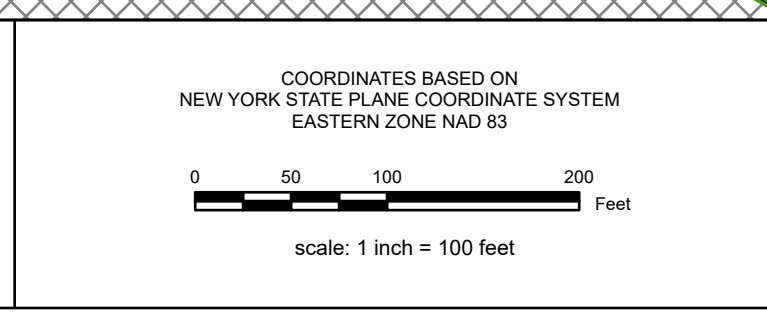 COORDINATES BASED ON
NEW YORK STATE PLANE COORDINATE SYSTEM
EASTERN ZONE NAD 83
0 50 100 200
Feet
scale: 1 inch = 100 feet